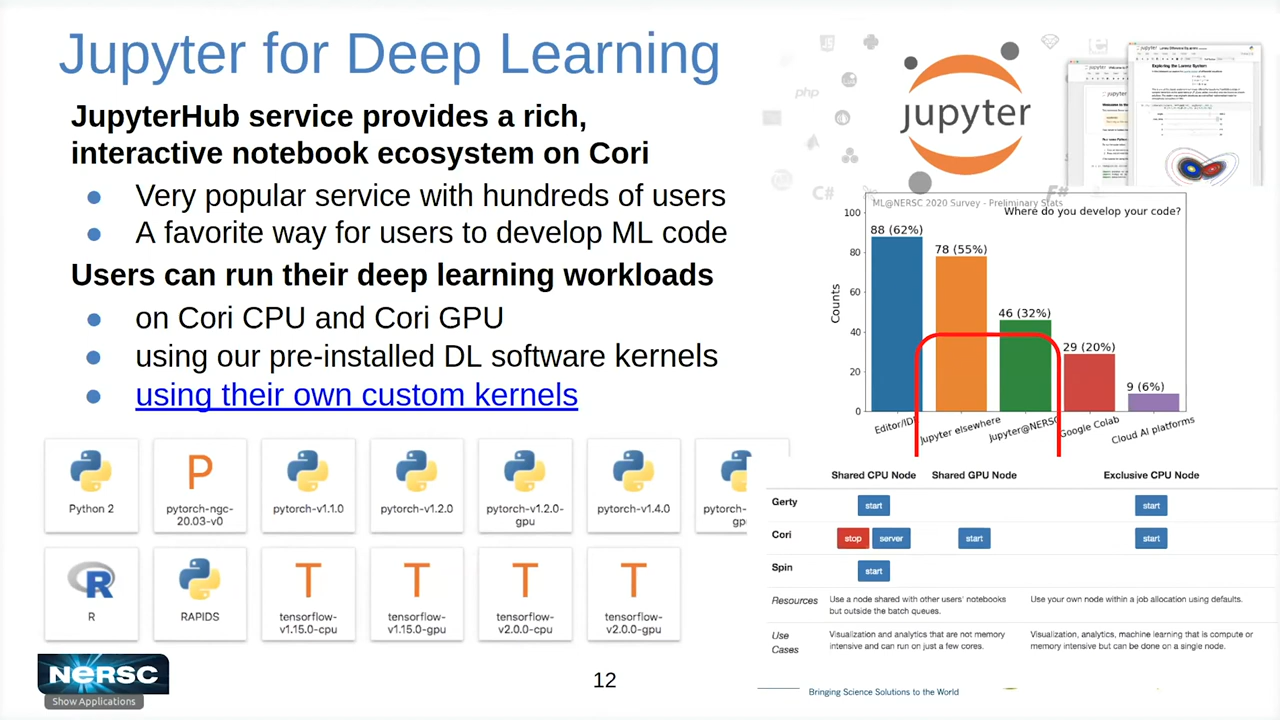 Jupyter for Deep Learning
JupyterHub service provides a rich,
interactive notebook ecosystem on Cori
Very popular service with hundreds of users
A favorite way for users to develop ML code
Users can run their deep learning workloads
on Cori CPU and Cori GPU
using our pre-installed DL software kernels
using their own custom kernels
Python 2
pytorch-ngc-
20.03-v0
pytorch-v1.1.0
pytorch-v1.2.0
pytorch-v1.2.0-
gpu
pytorch-v1.4.0
R
RAPIDS
tensorflow-
v1.15.0-cpu
tensorflow-
v1.15.0-gpu
tensorflow-
v2.0.0-cpu
tensorflow-
v2.0.0-gpu
php
JS
C#
F#
jupyter
ML@NERSC 2020 Survey - Preliminary Stats
Where do you develop your code?
Counts
100
80
60
40
20
0
88 (62%)
78 (55%)
46 (32%)
29 (20%)
9 (6%)
Jupyter elsewhere
Google Colab
Cloud AI platforms
Shared CPU Node Shared GPU Node Exclusive CPU Node
Gerty start start
Cori stop server start start
Spin start
Resources
Use a node shared with other users' notebooks
but outside the batch queues.
Use your own node within a job allocation using defaults.
Use
Cases
Visualization and analytics that are not memory
intensive and can run on just a few cores.
Visualization, analytics, machine learning that is compute or
memory intensive but can be done on a single node.
NERSC
Show Applications
12
Bringing Science Solutions to the World